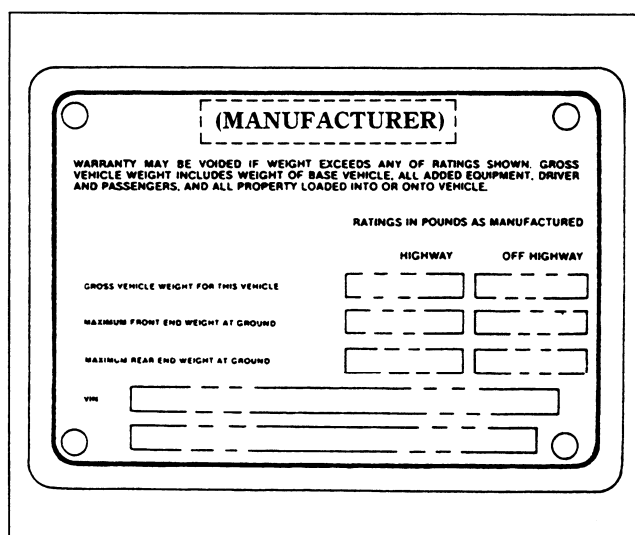 (MANUFACTURER)
WARRANTY MAY BE VOIDED IF WEIGHT EXCEEDS ANY OF RATINGS SHOWN. GROSS
VEHICLE WEIGHT INCLUDES WEIGHT OF BASE VEHICLE, ALL ADDED EQUIPMENT, DRIVER
AND PASSENGERS, AND ALL PROPERTY LOADED INTO OR ONTO VEHICLE.
RATINGS IN POUNDS AS MANUFACTURED
HIGHWAY OFF HIGHWAY
GROSS VEHICLE WEIGHT FOR THIS VEHICLE
MAXIMUM FRONT END WEIGHT AT GROUND
MAXIMUM REAR END WEIGHT AT GROUND
VIN